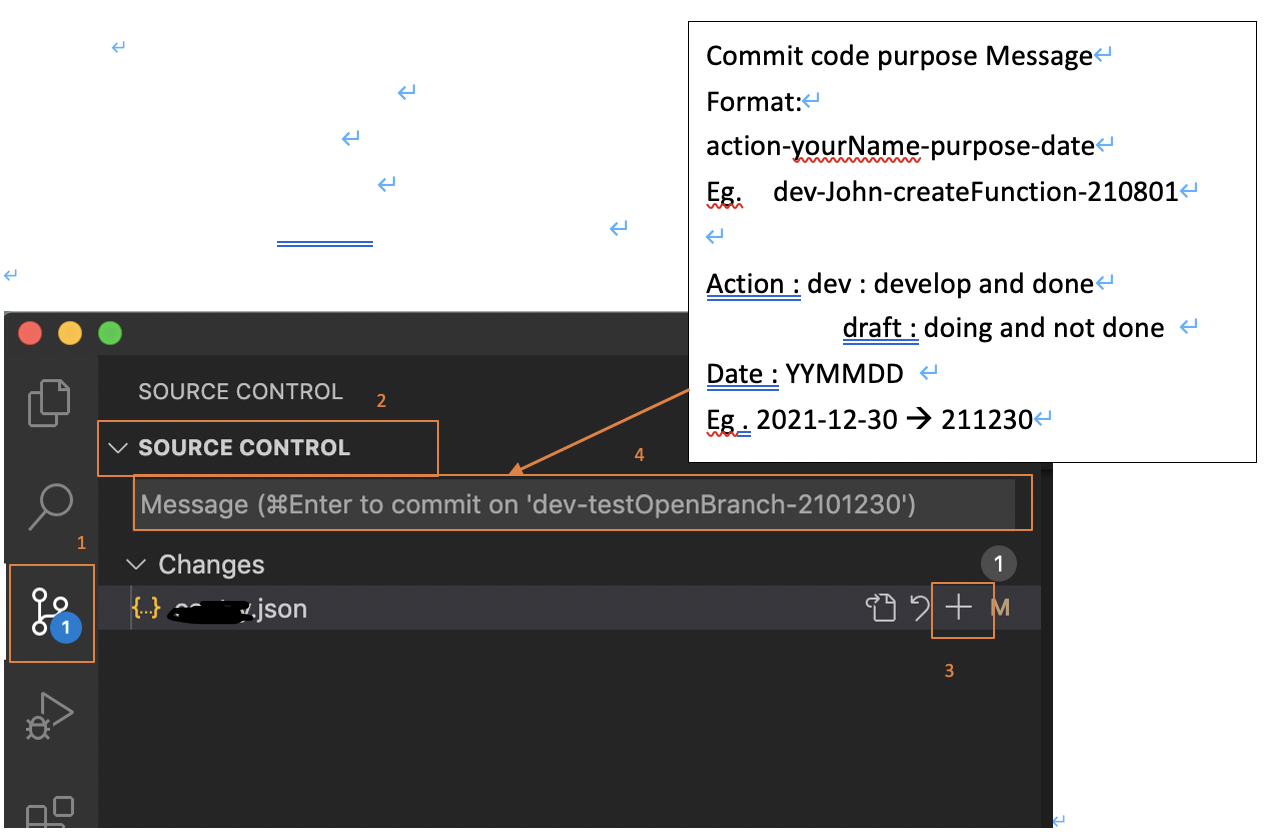 Commit code purpose Message
Format:
action-yourName-purpose-date
Eg. dev-John-createFunction-210801
Action : dev : develop and done
draft : doing and not done
Date : YYMMDD
Eg . 2021-12-30 → 211230
SOURCE CONTROL
2
SOURCE CONTROL
4
Message (⌘Enter to commit on 'dev-testOpenBranch-2101230')
1
Changes
1
1
{...} .json
M
3